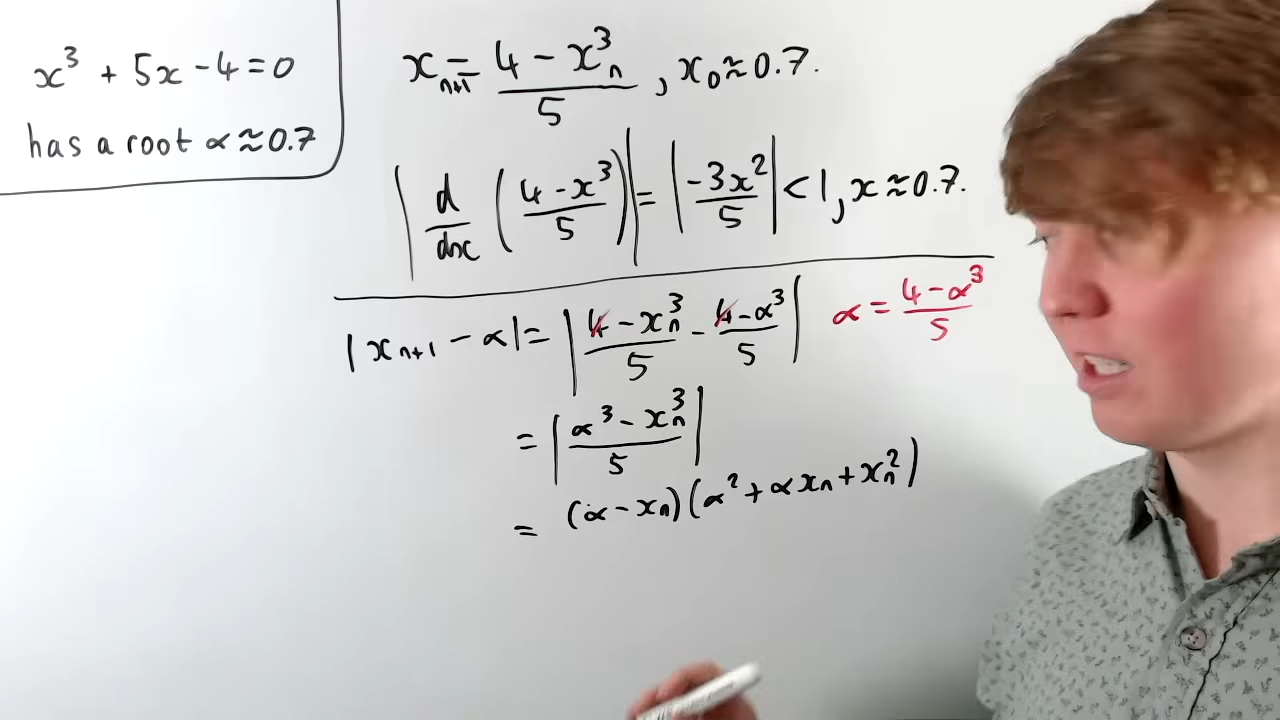 x³ + 5x - 4 = 0
has a root α ≈ 0.7
xₙ₊₁ = (4 - xₙ³)/5 , x₀ ≈ 0.7.
|d/dx ((4 - x³)/5)| = |-3x²/5| < 1, x ≈ 0.7.
|xₙ₊₁ - α| = |(4 - xₙ³)/5 - (4 - α³)/5| α = (4 - α³)/5
= |(α³ - xₙ³)/5|
= (α - xₙ)(α² + αxₙ + xₙ²)